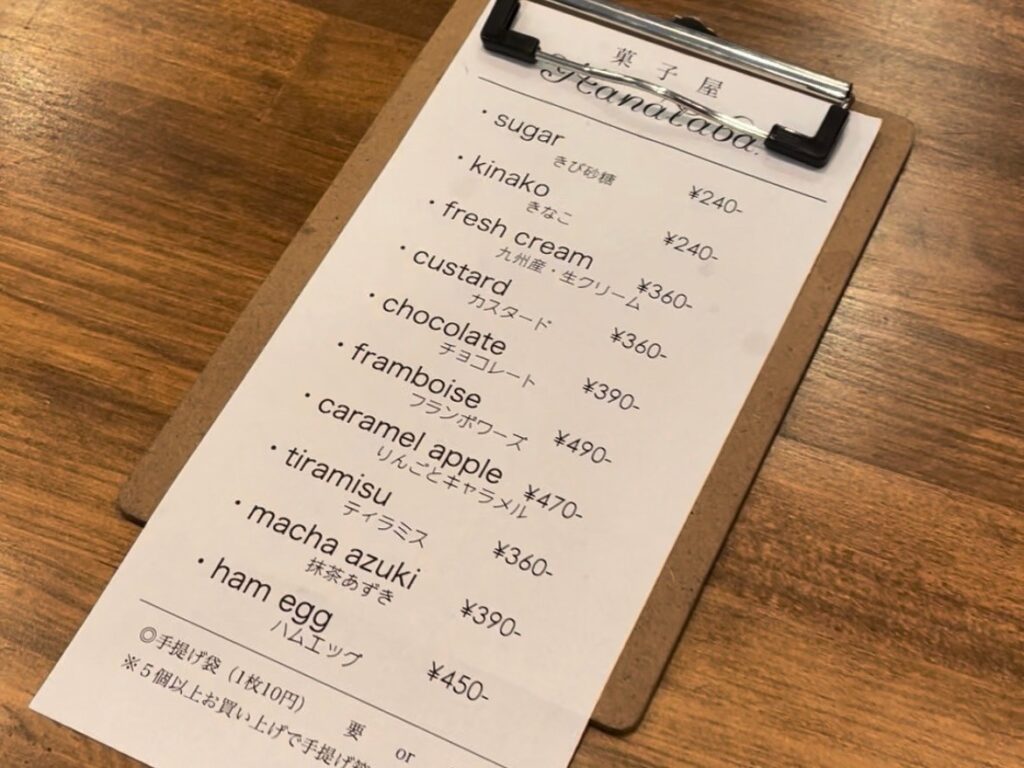 菓子屋
Hanataba.
・sugar
きび砂糖
¥240-
・kinako
きなこ
¥240-
・fresh cream
九州産・生クリーム
¥360-
・custard
カスタード
¥360-
・chocolate
チョコレート
¥390-
・framboise
フランボワーズ
¥490-
・caramel apple
りんごとキャラメル
¥470-
・tiramisu
ティラミス
¥360-
・macha azuki
抹茶あずき
¥390-
・ham egg
ハムエッグ
¥450-
◎手提げ袋（1枚10円）
要 or
※５個以上お買い上げで手提げ袋